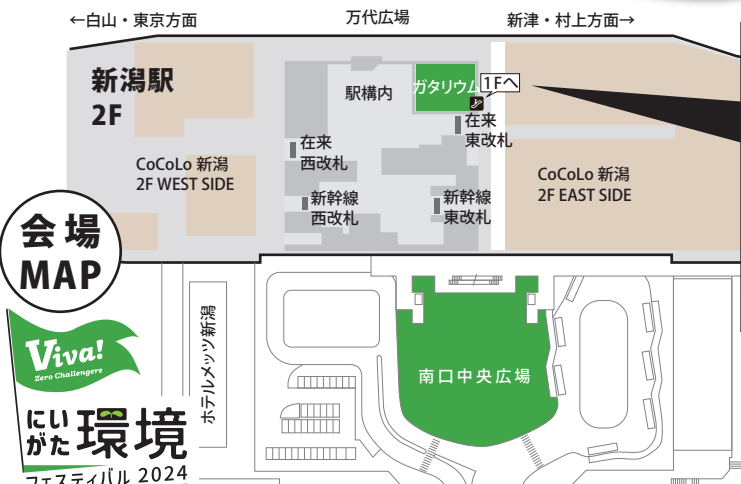 ←白山・東京方面
万代広場
新津・村上方面→
新潟駅
2F
駅構内
ガタリウム
1Fへ
在来
東改札
在来
西改札
CoCoLo 新潟
2F WEST SIDE
新幹線
西改札
新幹線
東改札
CoCoLo 新潟
2F EAST SIDE
会場
MAP
ホテルメッツ新潟
南口中央広場
Viva!
Zero Challengers
にい
がた
環境
フェスティバル 2024